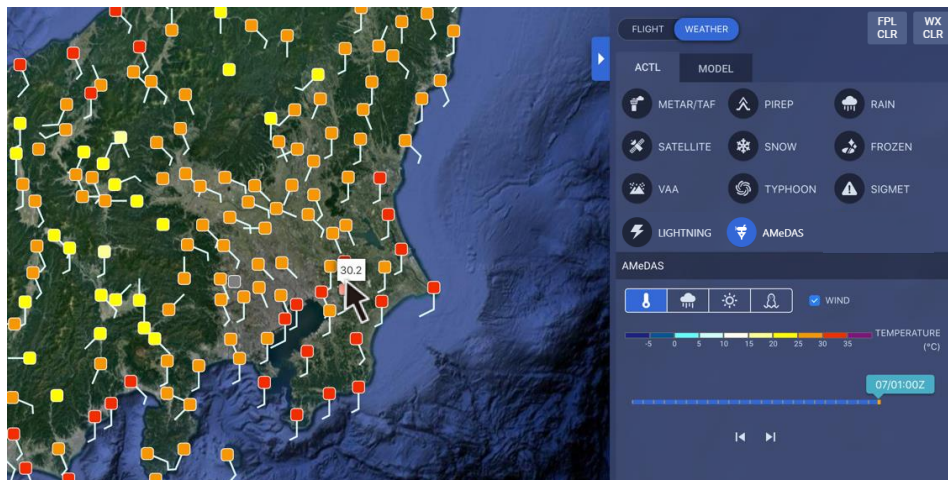 30.2
FLIGHT WEATHER
FPL CLR
WX CLR
ACTL MODEL
METAR/TAF PIREP RAIN
SATELLITE SNOW FROZEN
VAA TYPHOON SIGMET
LIGHTNING AMeDAS
AMeDAS
WIND
TEMPERATURE
-5 0 5 10 15 20 25 30 35 (°C)
07/01:00Z